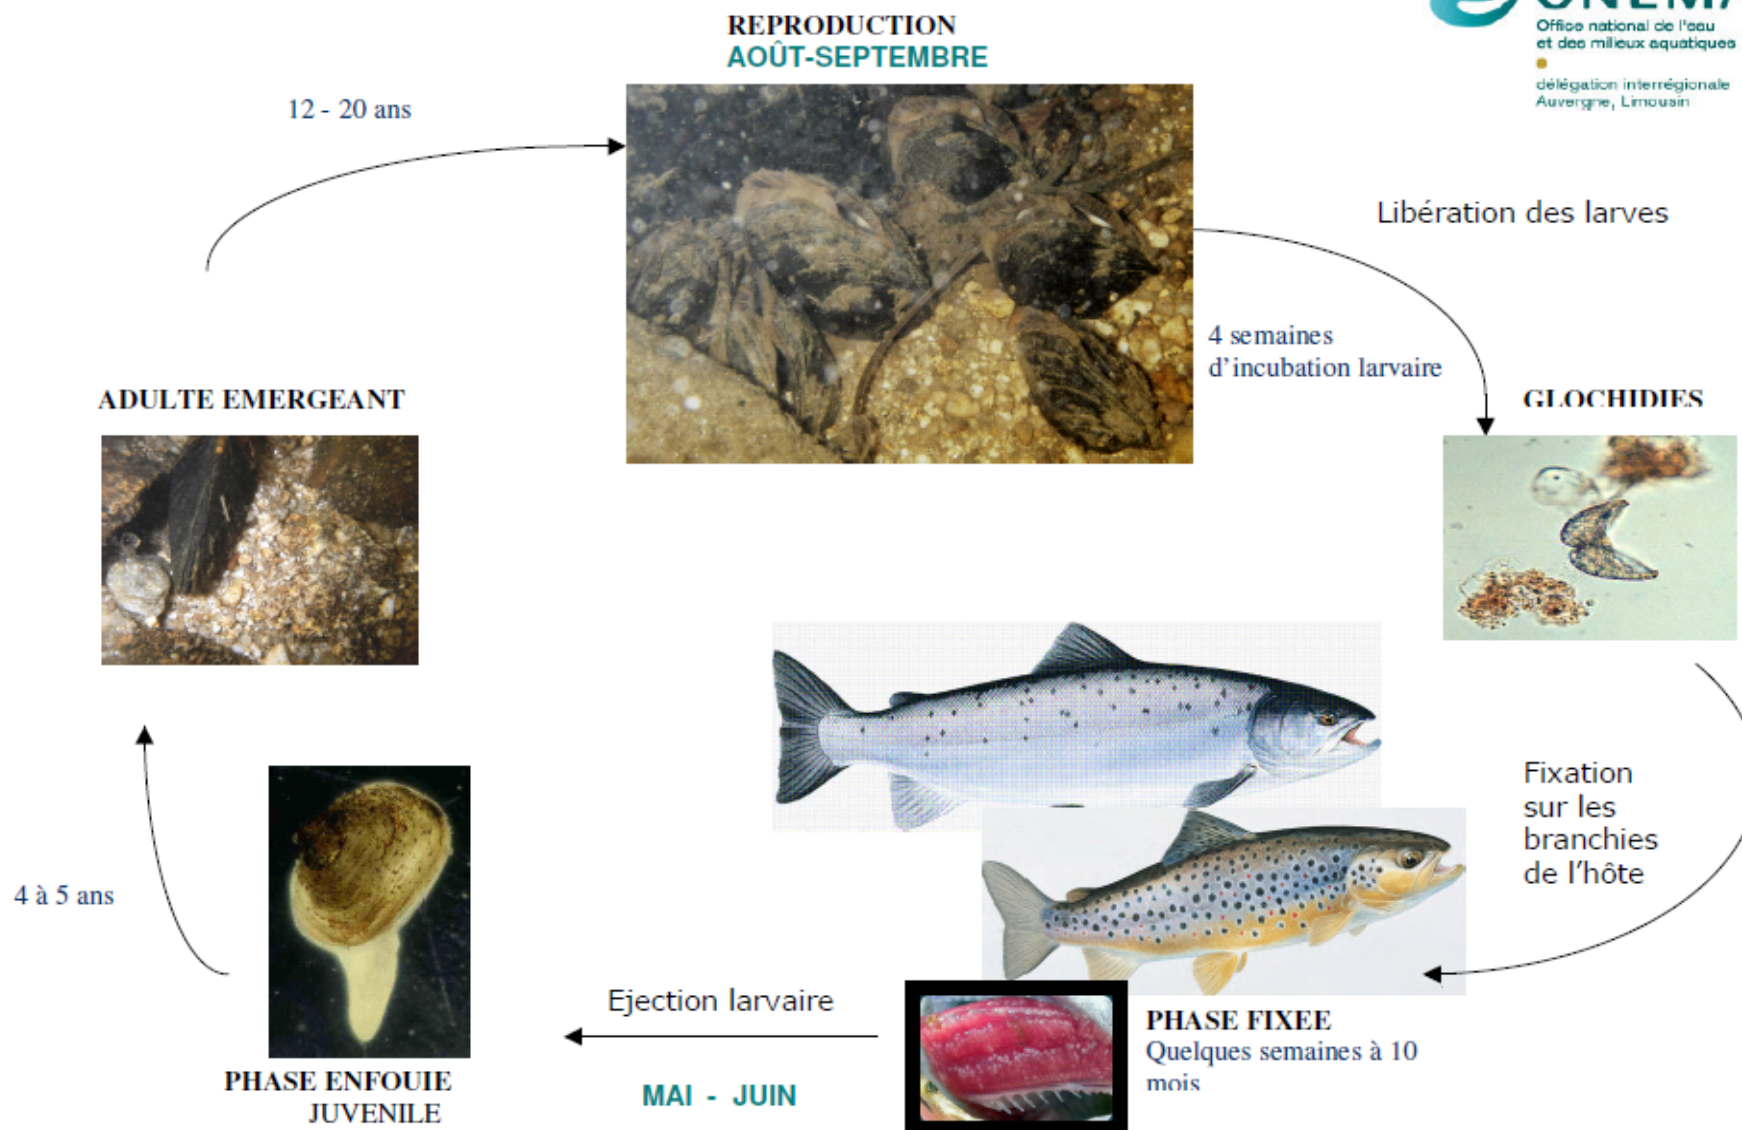 REPRODUCTION
AOÛT-SEPTEMBRE
ONEMA
Office national de l'eau
et des milieux aquatiques
délégation interrégionale
Auvergne, Limousin
12 - 20 ans
Libération des larves
4 semaines
d'incubation larvaire
GLOCHIDIES
ADULTE EMERGEANT
Fixation
sur les
branchies
de l'hôte
4 à 5 ans
Ejection larvaire
MAI - JUIN
PHASE FIXEE
Quelques semaines à 10
mois
PHASE ENFOUIE
JUVENILE